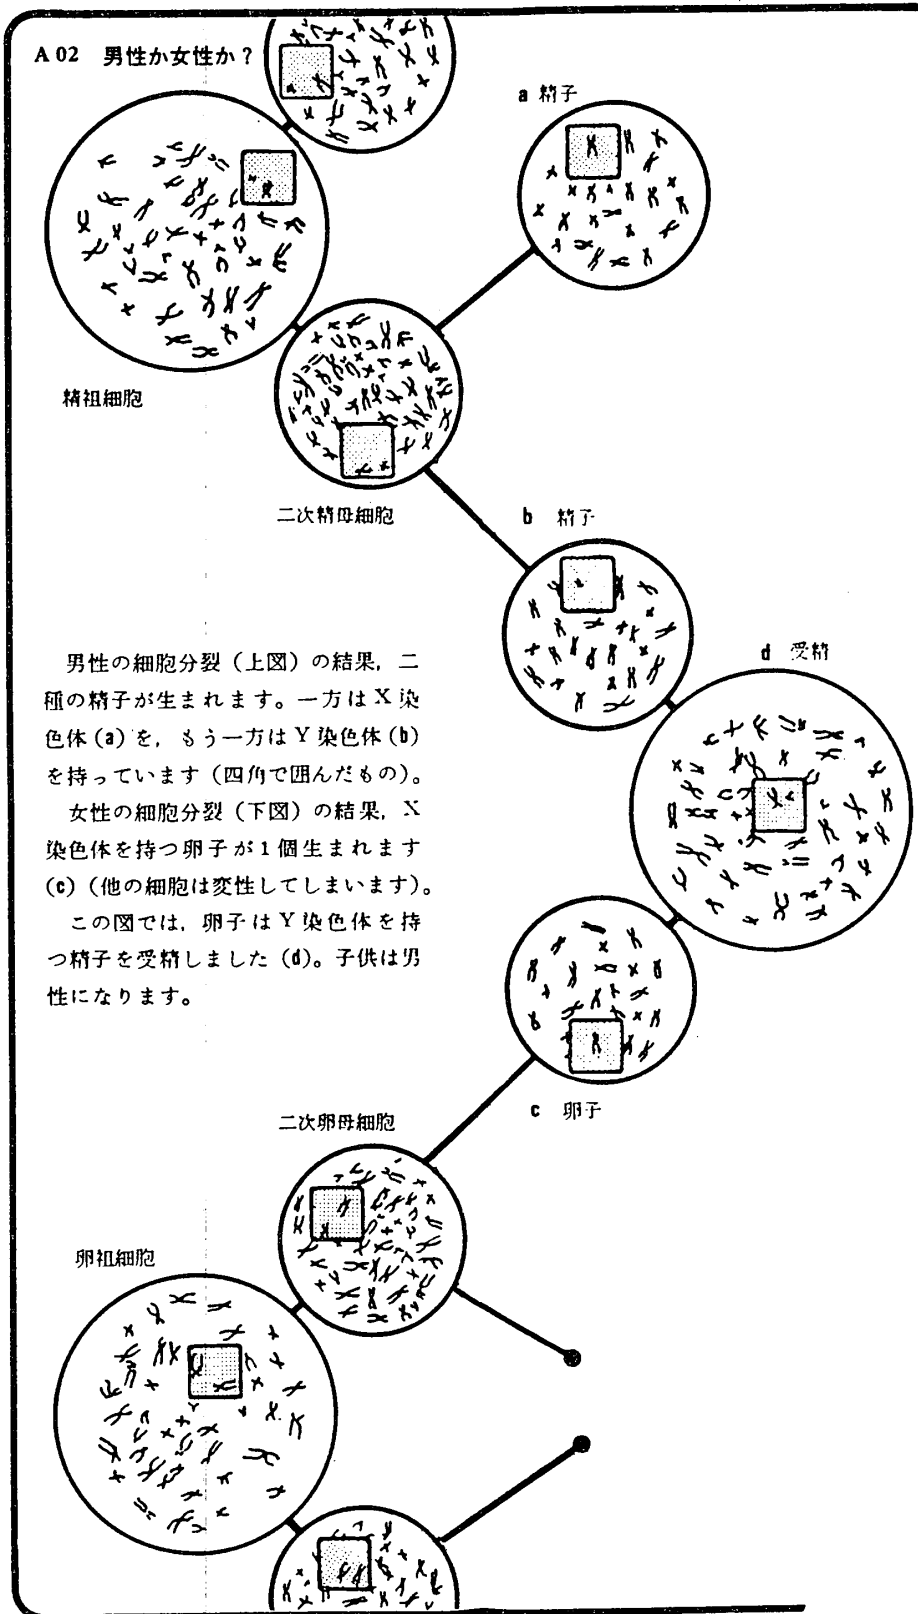 A 02 男性か女性か？
a 精子
精祖細胞
二次精母細胞
b 精子
d 受精
男性の細胞分裂（上図）の結果，二
種の精子が生まれます。一方は X 染
色体 (a) を，もう一方は Y 染色体 (b)
を持っています（四角で囲んだもの）。
女性の細胞分裂（下図）の結果，X
染色体を持つ卵子が1個生まれます
(c)（他の細胞は変性してしまいます）。
この図では，卵子は Y 染色体を持
つ精子を受精しました (d)。子供は男
性になります。
c 卵子
二次卵母細胞
卵祖細胞